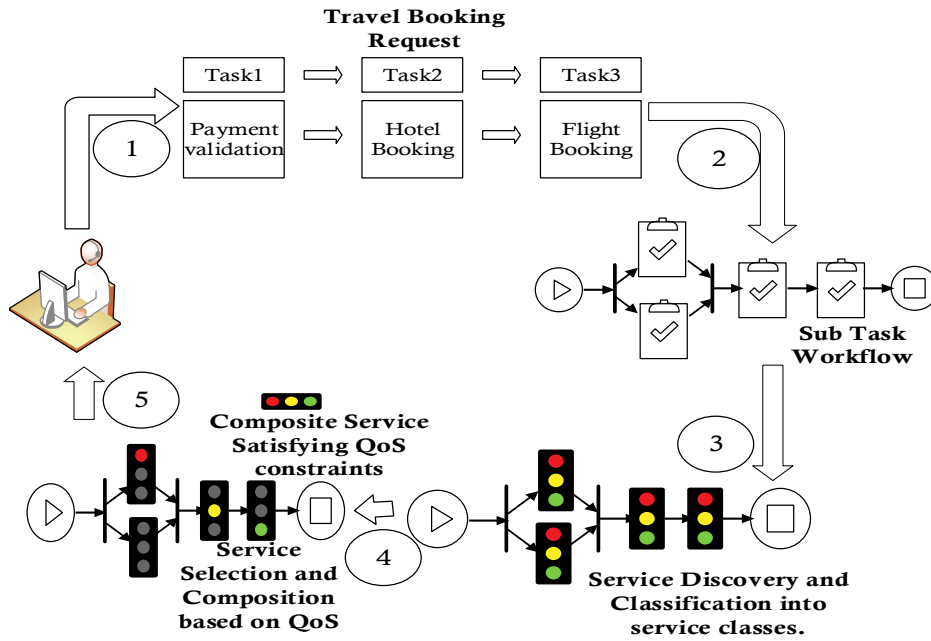 Travel Booking
Request
Task1
Task2
Task3
Payment
validation
Hotel
Booking
Flight
Booking
1
2
Sub Task
Workflow
3
5
Composite Service
Satisfying QoS
constraints
4
Service
Selection and
Composition
based on QoS
Service Discovery and
Classification into
service classes.